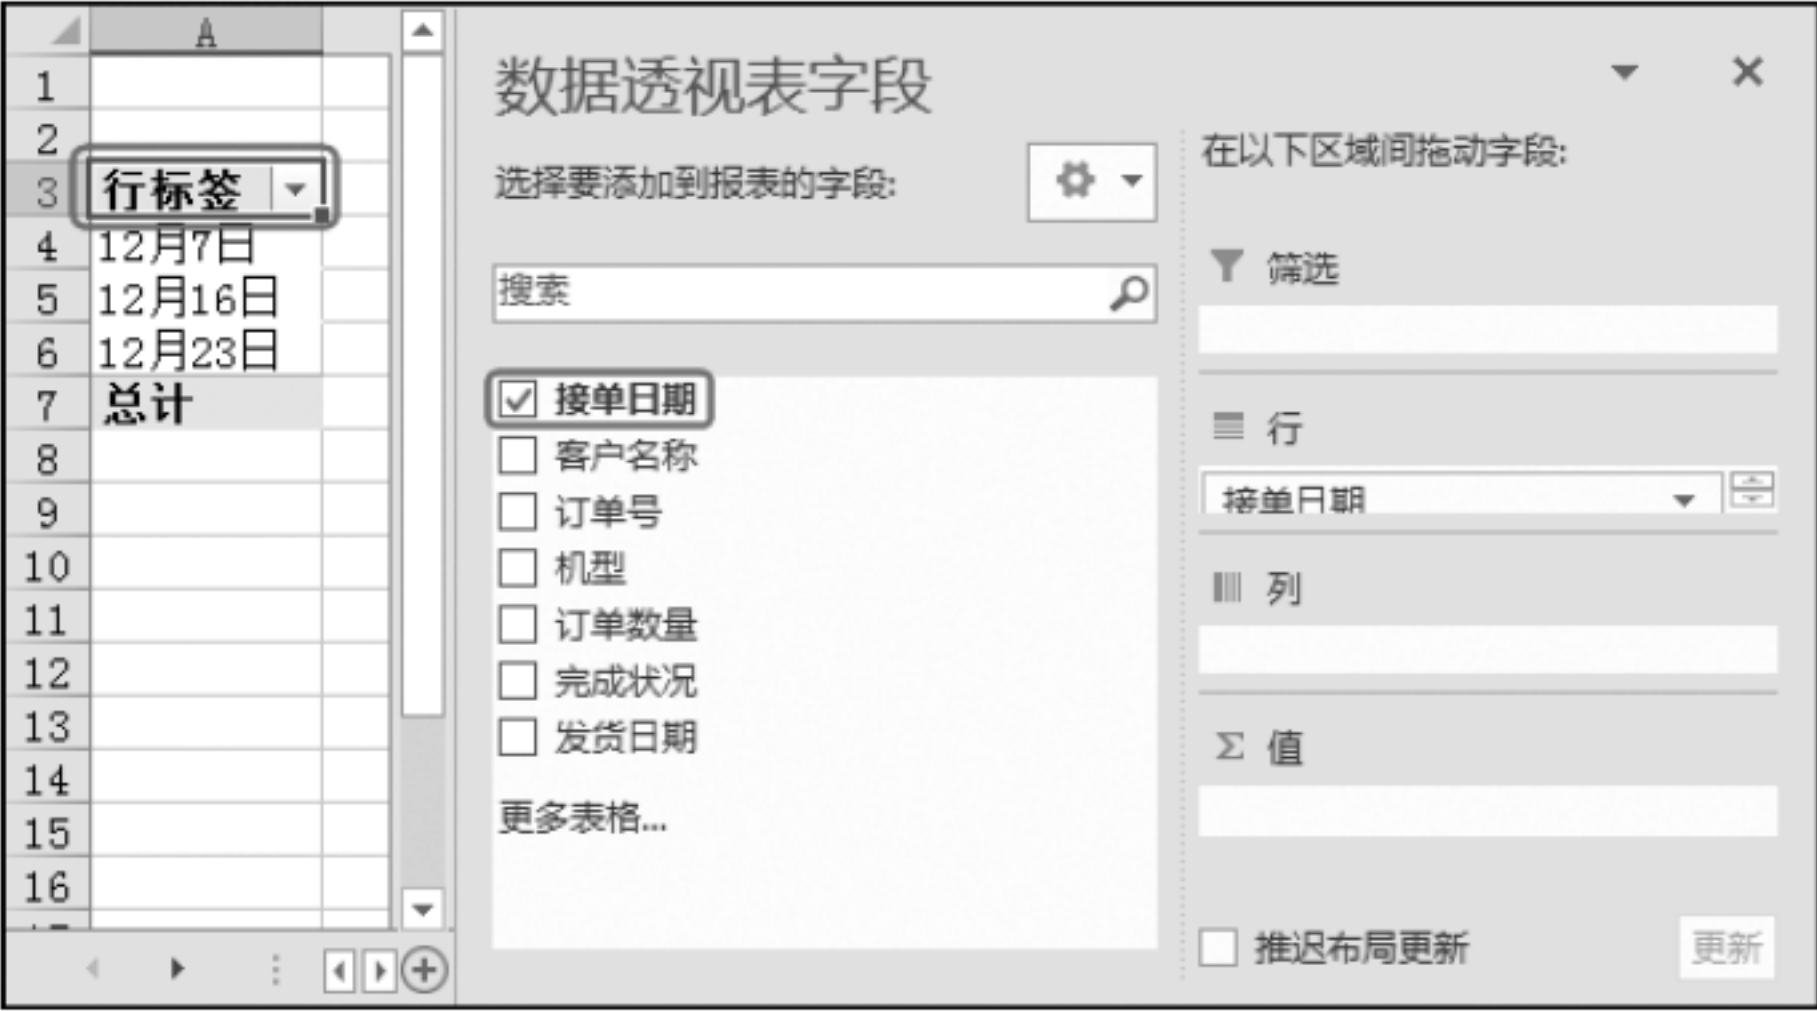 A
1
2
3 行标签
4 12月7日
5 12月16日
6 12月23日
7 总计
8
9
10
11
12
13
14
15
16
数据透视表字段
选择要添加到报表的字段:
搜索
接单日期
客户名称
订单号
机型
订单数量
完成状况
发货日期
更多表格...
在以下区域间拖动字段:
筛选
行
接单日期
列
Σ 值
推迟布局更新
更新